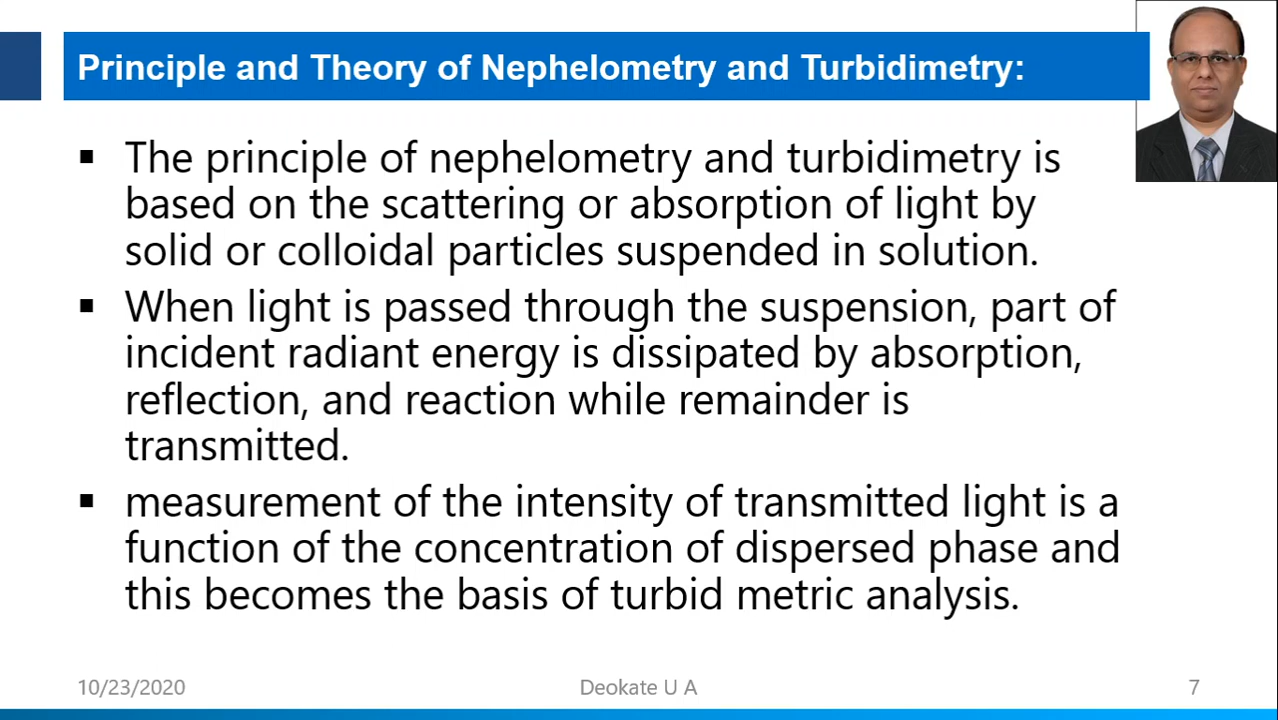 Principle and Theory of Nephelometry and Turbidimetry:
▪ The principle of nephelometry and turbidimetry is
based on the scattering or absorption of light by
solid or colloidal particles suspended in solution.
▪ When light is passed through the suspension, part of
incident radiant energy is dissipated by absorption,
reflection, and reaction while remainder is
transmitted.
▪ measurement of the intensity of transmitted light is a
function of the concentration of dispersed phase and
this becomes the basis of turbid metric analysis.
10/23/2020 Deokate U A 7